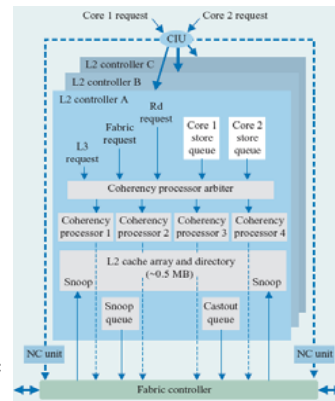 Core 1 request
Core 2 request
CIU
L2 controller C
L2 controller B
L2 controller A
Rd
request
Fabric
request
L3
request
Core 1
store
queue
Core 2
store
queue
Coherency processor arbiter
Coherency
processor 1
Coherency
processor 2
Coherency
processor 3
Coherency
processor 4
L2 cache array and directory
(~0.5 MB)
Snoop
Snoop
Snoop
queue
Castout
queue
NC unit
NC unit
Fabric controller